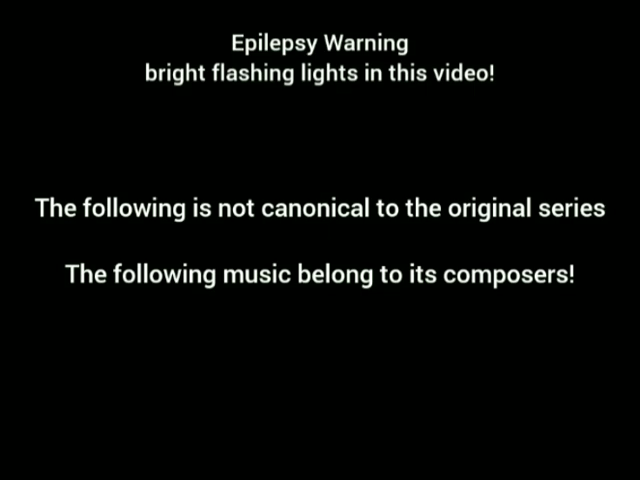 Epilepsy Warning
bright flashing lights in this video!
The following is not canonical to the original series
The following music belong to its composers!